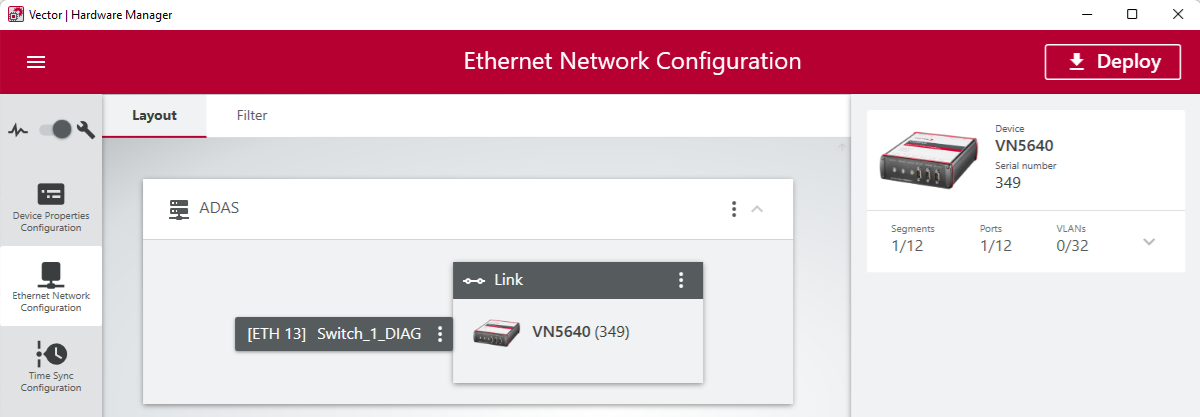 Vector | Hardware Manager
Ethernet Network Configuration
Deploy
Layout
Filter
Device Properties
Configuration
Ethernet Network
Configuration
Time Sync
Configuration
ADAS
Link
[ETH 13] Switch_1_DIAG
VN5640 (349)
Device
VN5640
Serial number
349
Segments Ports VLANs
1/12 1/12 0/32